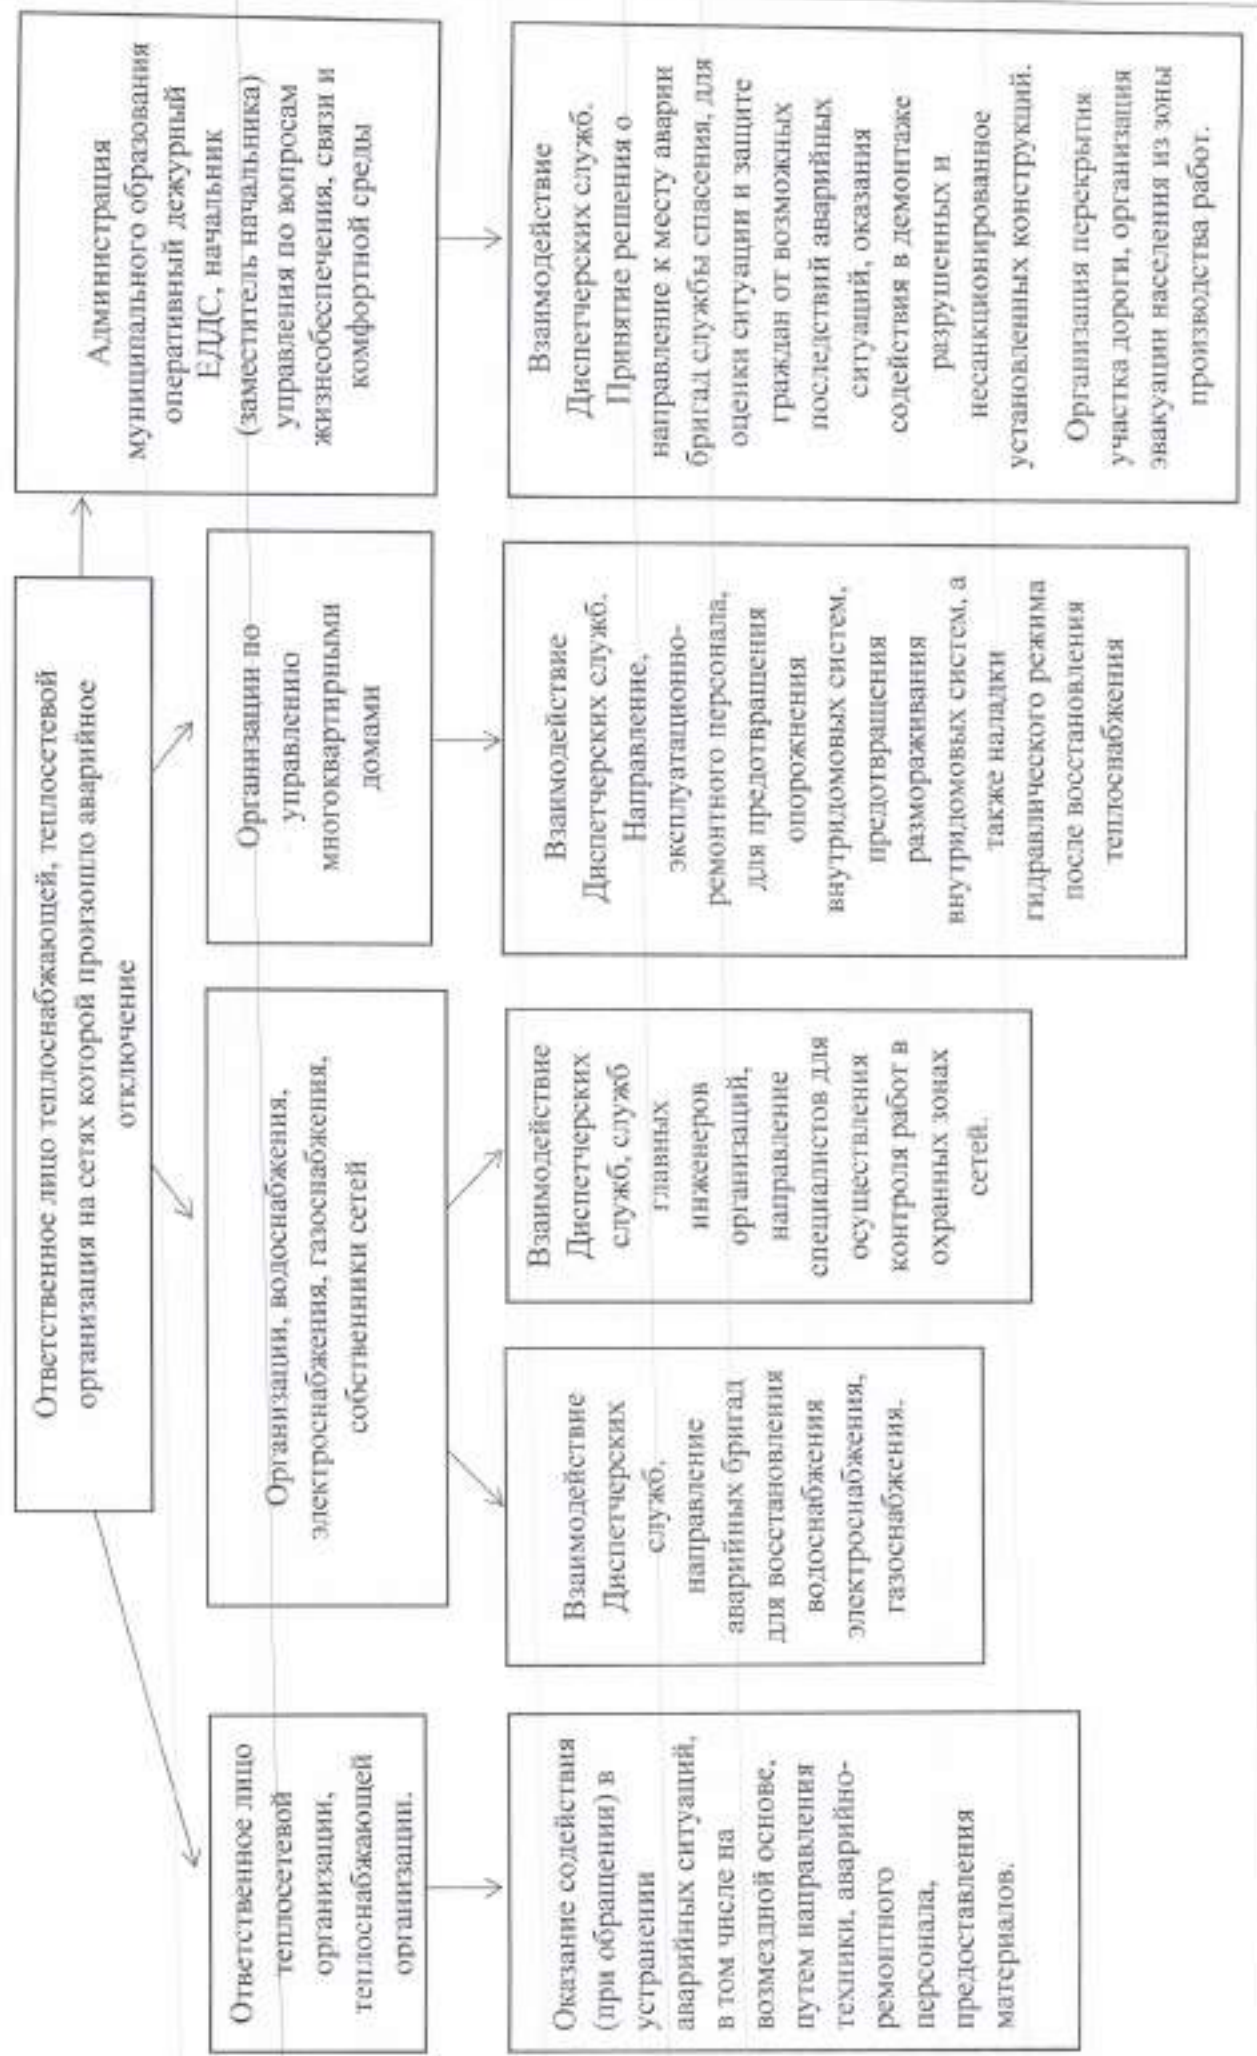 Ответственное лицо теплоснабжающей, теплосетевой
организация на сетях которой произошло аварийное
отключение
Ответственное лицо
теплосетевой
организации,
теплоснабжающей
организации.
Организации, водоснабжения,
электроснабжения, газоснабжения,
собственники сетей
Организации по
управлению
многоквартирными
домами
Администрация
муниципального образования
оперативный дежурный
ЕДДС, начальник
(заместитель начальника)
управления по вопросам
жизнеобеспечения, связи и
комфортной среды
Оказание содействия
(при обращении) в
устранении
аварийных ситуаций,
в том числе на
возмездной основе,
путем направления
техники, аварийно-
ремонтного
персонала,
предоставления
материалов.
Взаимодействие
Диспетчерских
служб,
направление
аварийных бригад
для восстановления
водоснабжения
электроснабжения,
газоснабжения.
Взаимодействие
Диспетчерских
служб, служб
главных
инженеров
организаций,
направление
специалистов для
осуществления
контроля работ в
охранных зонах
сетей.
Взаимодействие
Диспетчерских служб.
Направление,
эксплуатационно-
ремонтного персонала,
для предотвращения
опорожнения
внутридомовых систем,
предотвращения
размораживания
внутридомовых систем, а
также наладки
гидравлического режима
после восстановления
теплоснабжения
Взаимодействие
Диспетчерских служб.
Принятие решения о
направление к месту аварии
бригад службы спасения, для
оценки ситуации и защите
граждан от возможных
последствий аварийных
ситуаций, оказания
содействия в демонтаже
разрушенных и
несанкционированное
установленных конструкций.
Организация перекрытия
участка дороги, организация
эвакуации населения из зоны
производства работ.